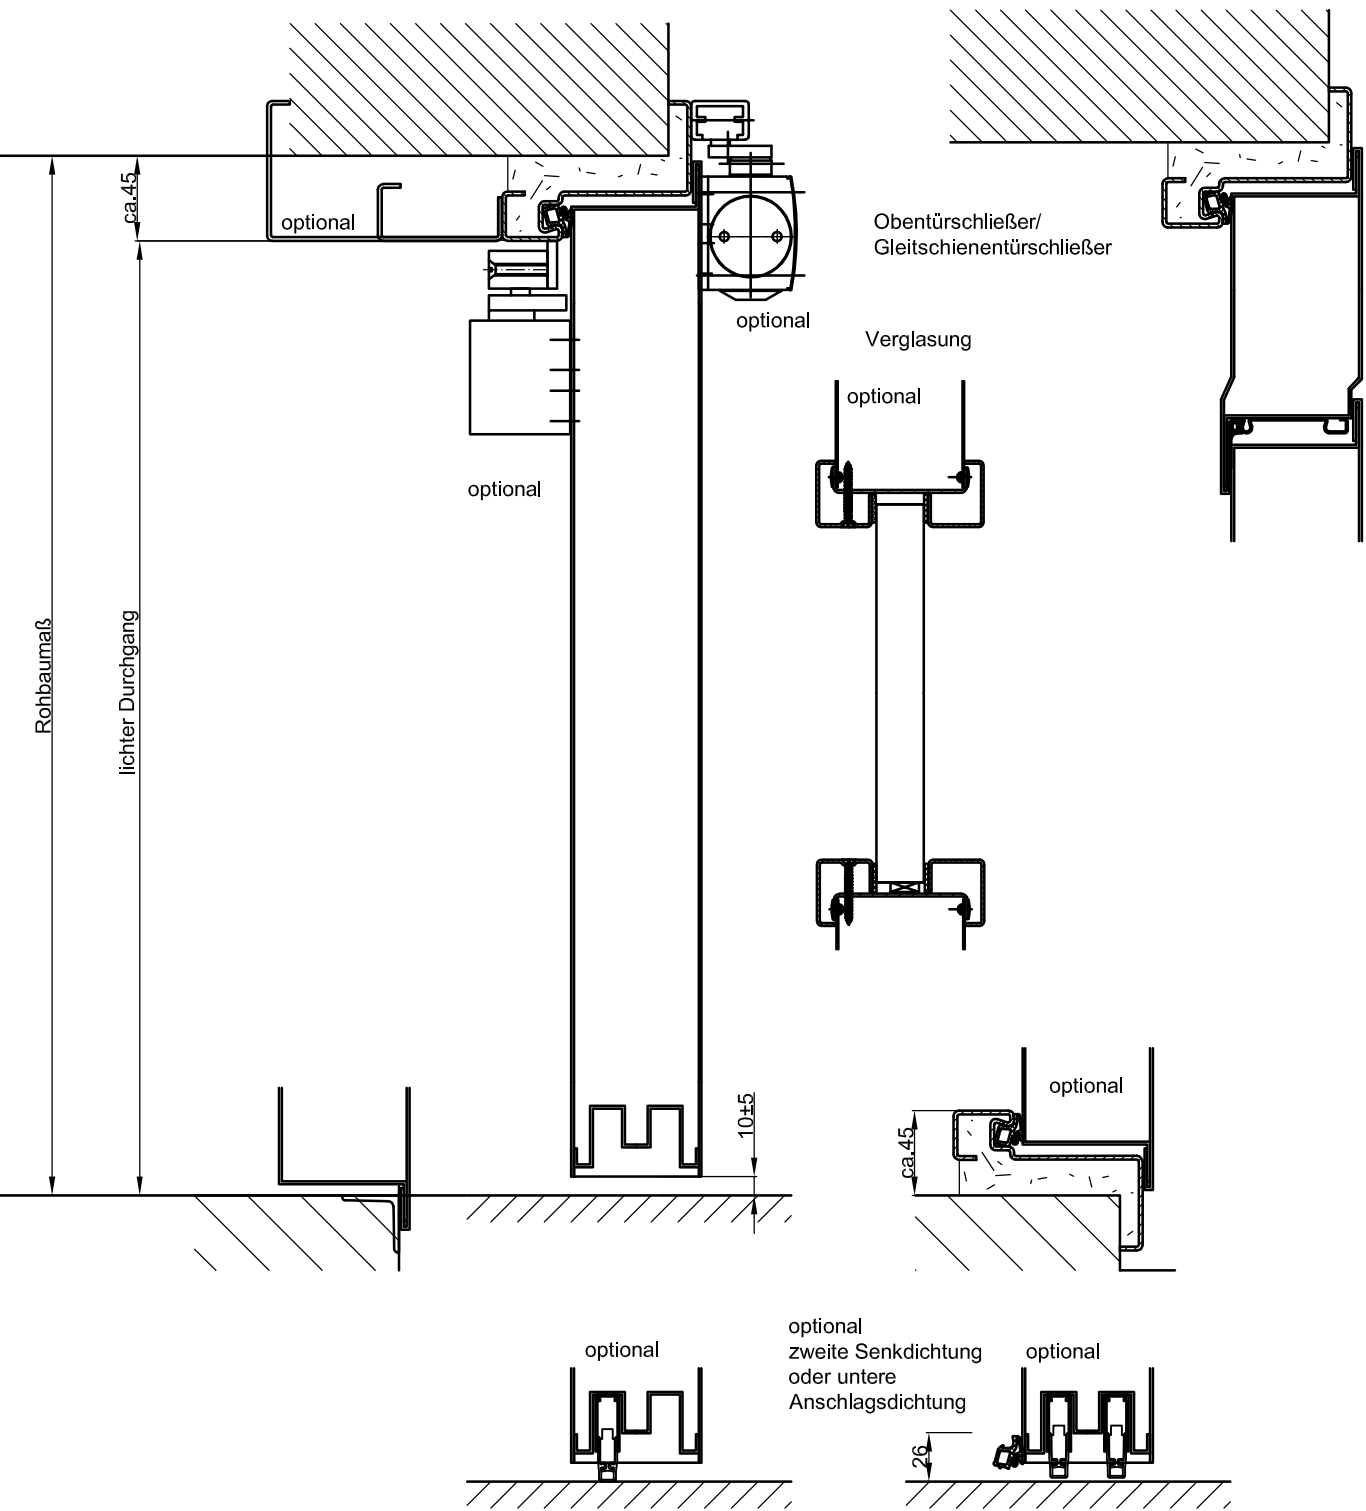 ca.45
optional
Obentürschließer/
Gleitschienentürschließer
optional
Verglasung
optional
optional
Rohbaumaß
lichter Durchgang
10±5
optional
ca.45
optional
optional
zweite Senkdichtung
oder untere
Anschlagsdichtung
optional
26